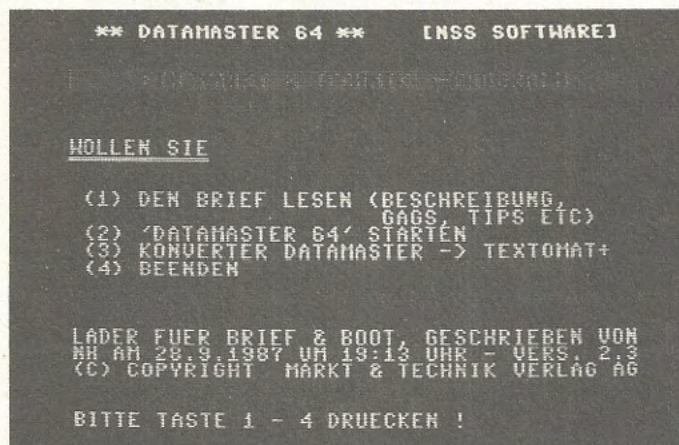 ** DATAMASTER 64 ** [NSS SOFTWARE]
WOLLEN SIE
(1) DEN BRIEF LESEN (BESCHREIBUNG,
GAGS, TIPS ETC)
(2) 'DATAMASTER 64' STARTEN
(3) KONVERTER DATAMASTER -> TEXTOMAT+
(4) BEENDEN
LADER FUER BRIEF & BOOT, GESCHRIEBEN VON
NH AM 28.9.1987 UM 19:13 UHR - VERS. 2.3
(C) COPYRIGHT MARKT & TECHNIK VERLAG AG
BITTE TASTE 1 - 4 DRUECKEN !